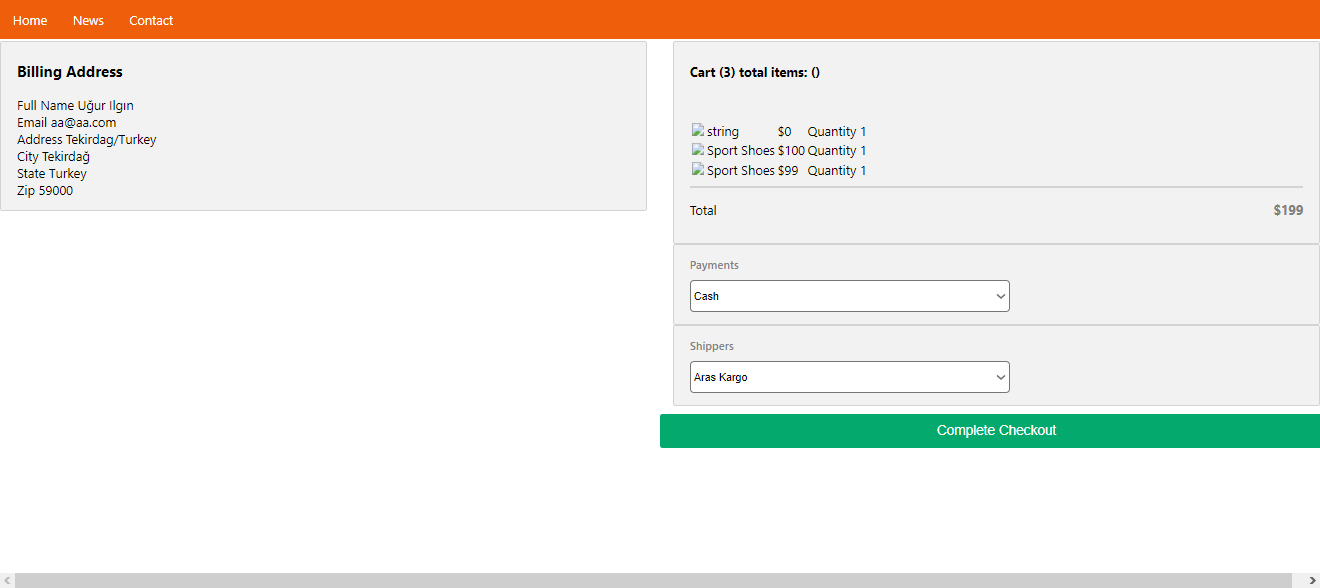 Home News Contact
Billing Address
Full Name Uğur Ilgın
Email aa@aa.com
Address Tekirdag/Turkey
City Tekirdağ
State Turkey
Zip 59000
Cart (3) total items: ()
string $0 Quantity 1
Sport Shoes $100 Quantity 1
Sport Shoes $99 Quantity 1
Total $199
Payments
Cash
Shippers
Aras Kargo
Complete Checkout